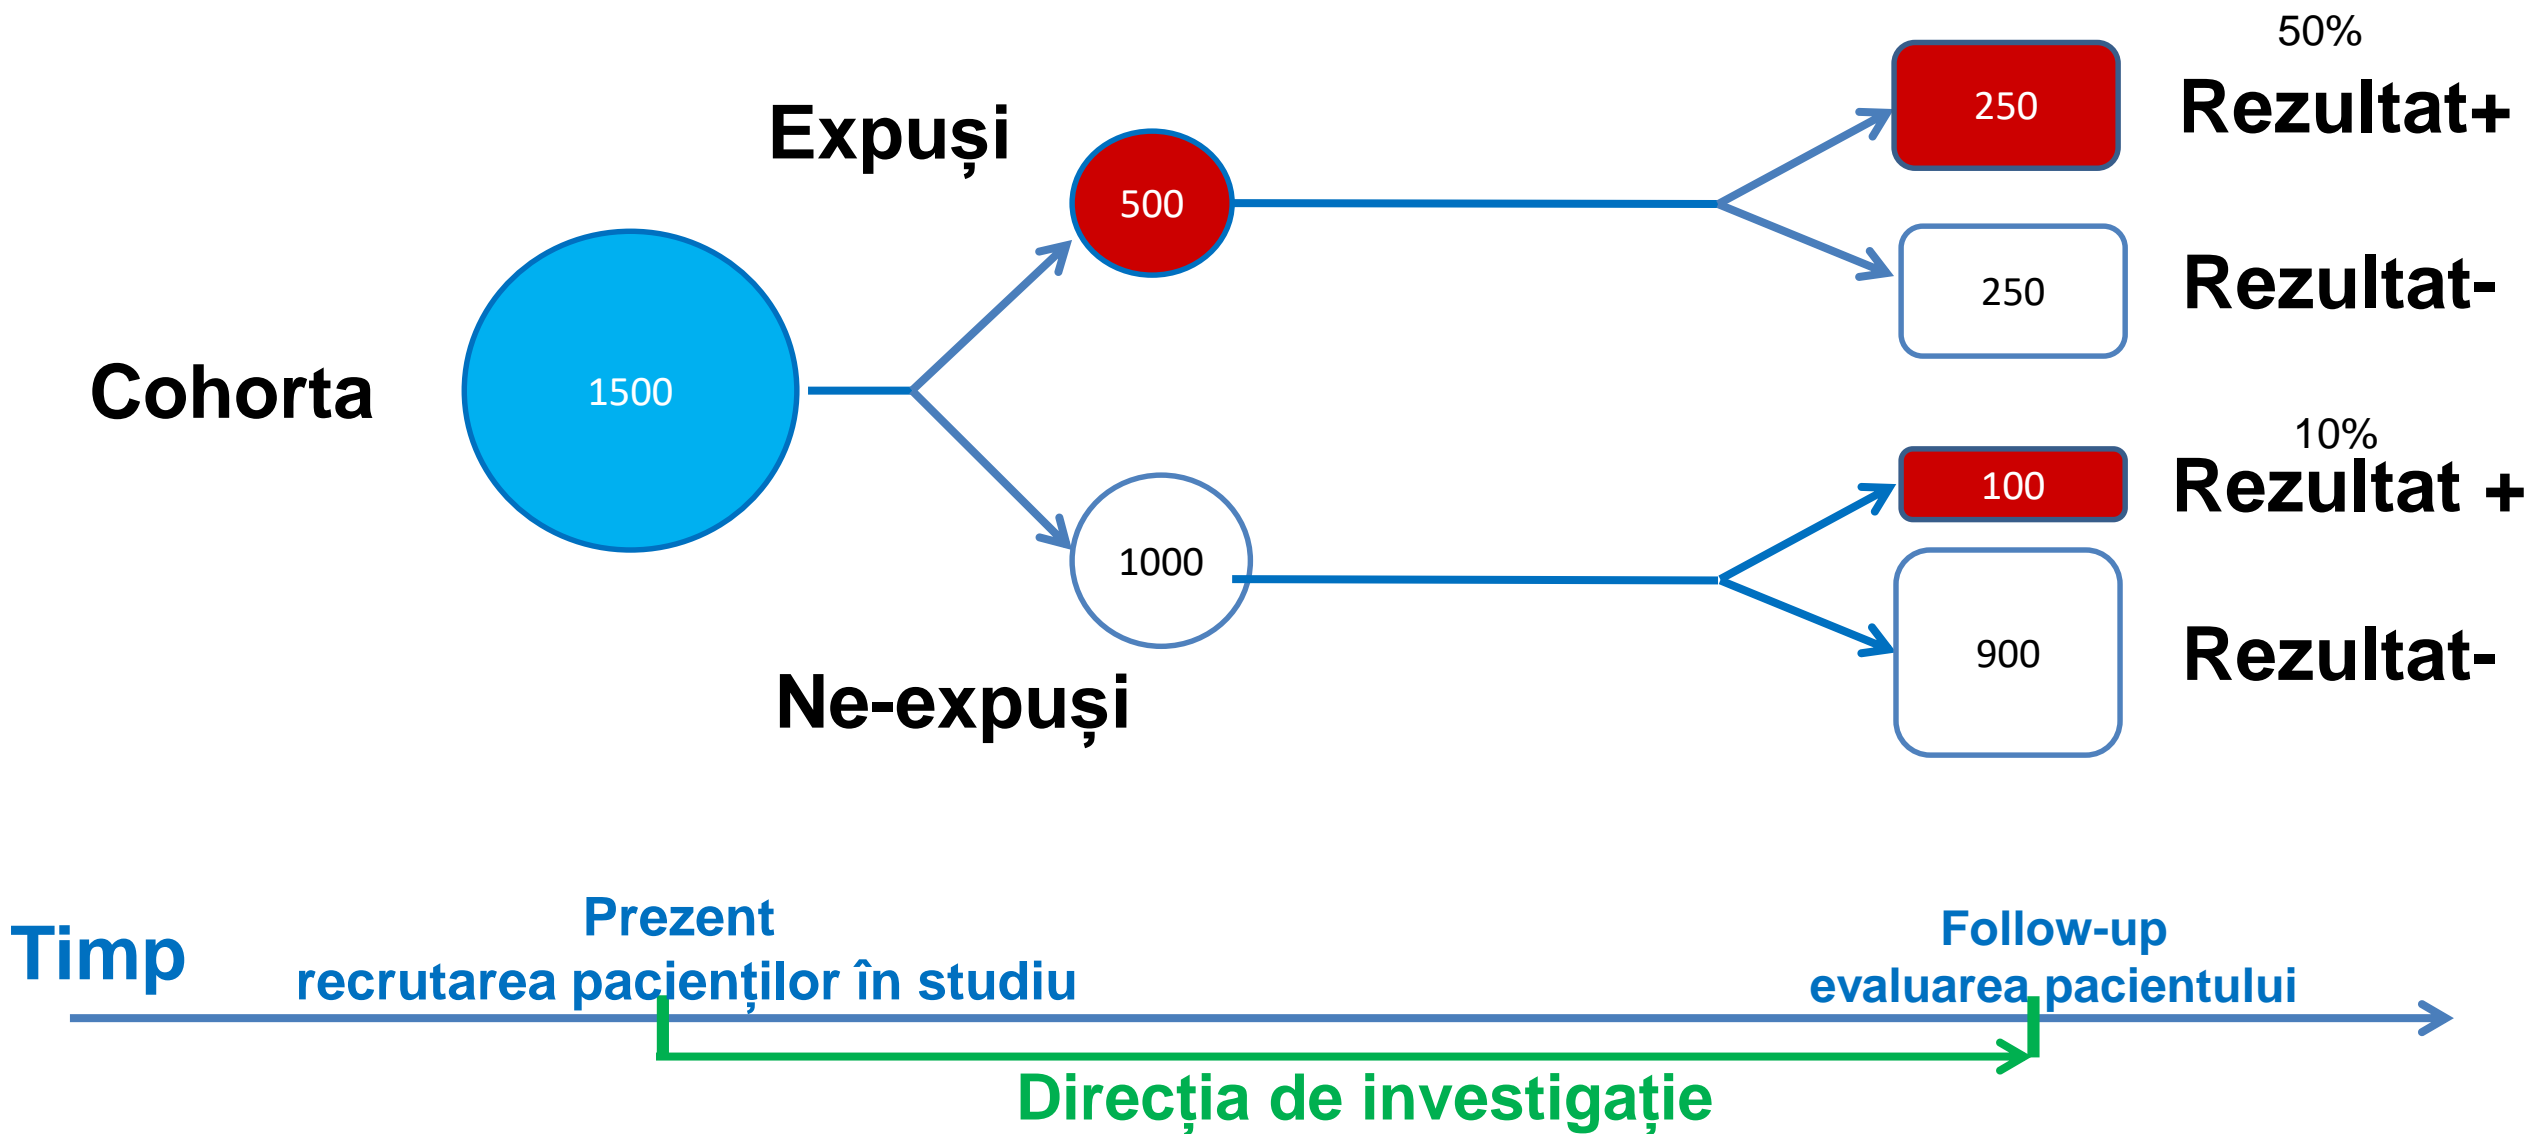 50%
Rezultat+
250
Expuși
500
250
Rezultat-
Cohorta
1500
10%
Rezultat +
100
1000
900
Rezultat-
Ne-expuși
Timp
Prezent
recrutarea pacienților în studiu
Follow-up
evaluarea pacientului
Direcția de investigație